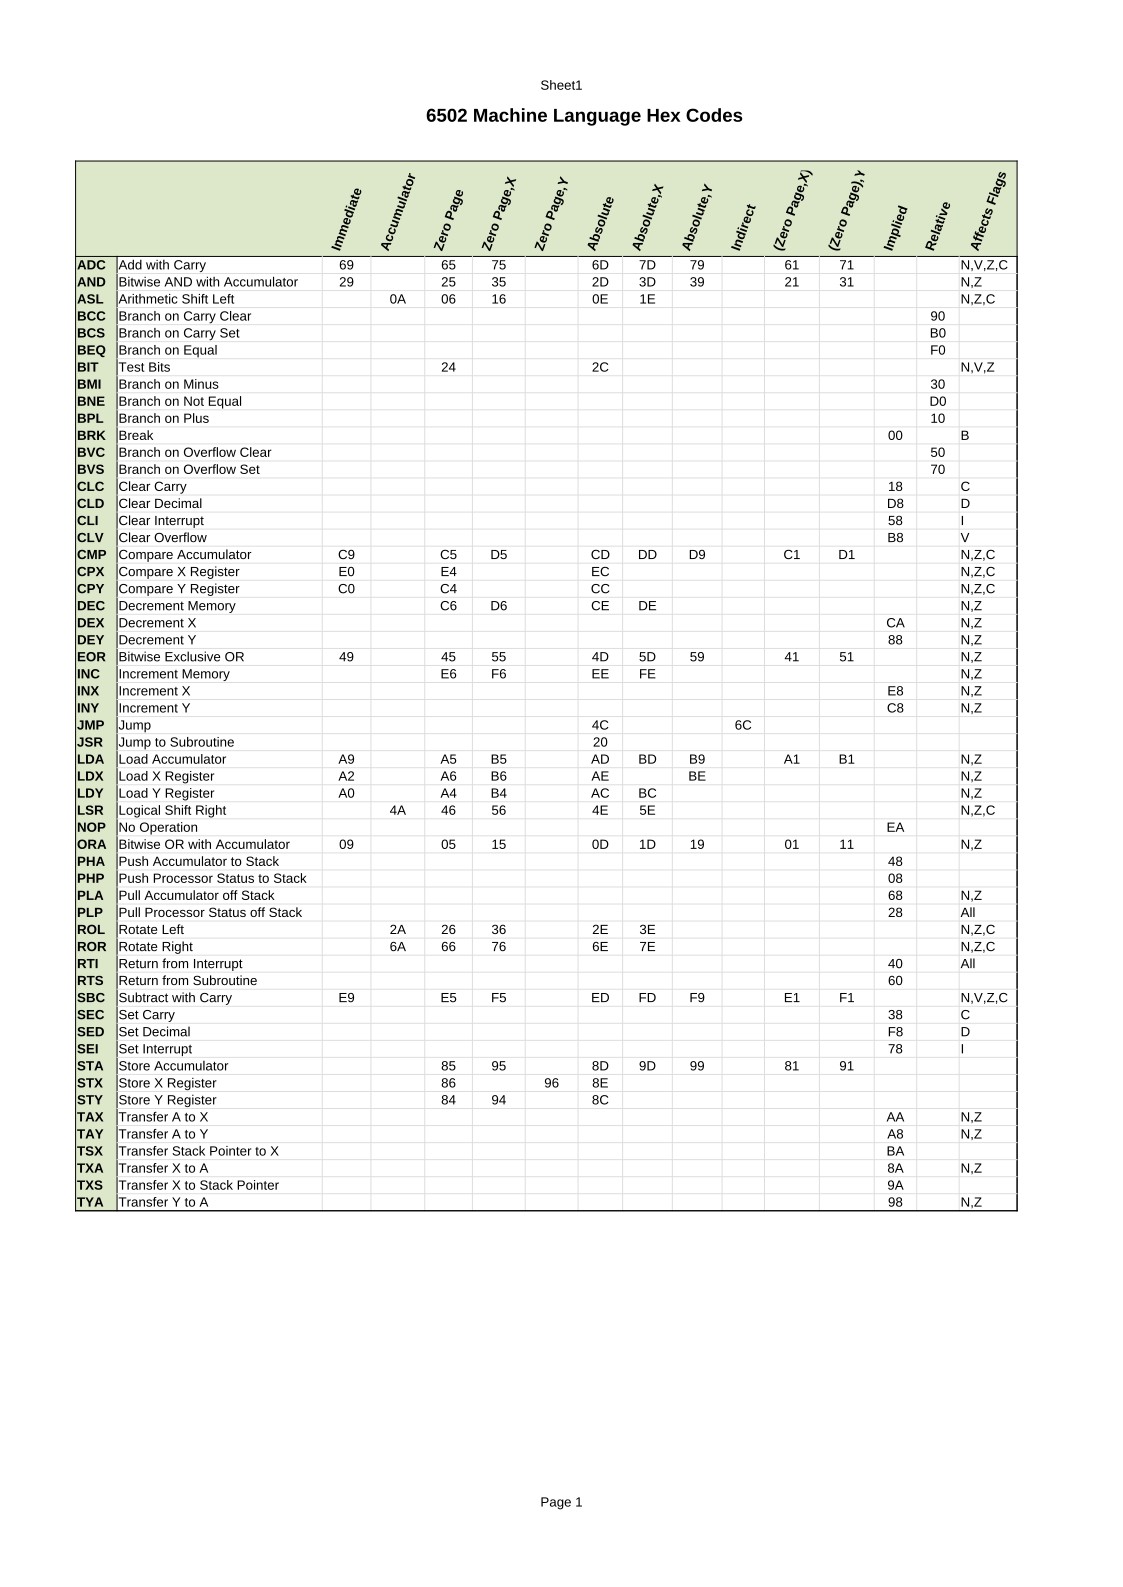 Sheet1
6502 Machine Language Hex Codes
Immediate Accumulator Zero Page Zero Page,X Zero Page,Y Absolute Absolute,X Absolute,Y Indirect (Zero Page,X) (Zero Page),Y Implied Relative Affects Flags
ADC Add with Carry 69 65 75 6D 7D 79 61 71 N,V,Z,C
AND Bitwise AND with Accumulator 29 25 35 2D 3D 39 21 31 N,Z
ASL Arithmetic Shift Left 0A 06 16 0E 1E N,Z,C
BCC Branch on Carry Clear 90
BCS Branch on Carry Set B0
BEQ Branch on Equal F0
BIT Test Bits 24 2C N,V,Z
BMI Branch on Minus 30
BNE Branch on Not Equal D0
BPL Branch on Plus 10
BRK Break 00 B
BVC Branch on Overflow Clear 50
BVS Branch on Overflow Set 70
CLC Clear Carry 18 C
CLD Clear Decimal D8 D
CLI Clear Interrupt 58 I
CLV Clear Overflow B8 V
CMP Compare Accumulator C9 C5 D5 CD DD D9 C1 D1 N,Z,C
CPX Compare X Register E0 E4 EC N,Z,C
CPY Compare Y Register C0 C4 CC N,Z,C
DEC Decrement Memory C6 D6 CE DE N,Z
DEX Decrement X CA N,Z
DEY Decrement Y 88 N,Z
EOR Bitwise Exclusive OR 49 45 55 4D 5D 59 41 51 N,Z
INC Increment Memory E6 F6 EE FE N,Z
INX Increment X E8 N,Z
INY Increment Y C8 N,Z
JMP Jump 4C 6C
JSR Jump to Subroutine 20
LDA Load Accumulator A9 A5 B5 AD BD B9 A1 B1 N,Z
LDX Load X Register A2 A6 B6 AE BE N,Z
LDY Load Y Register A0 A4 B4 AC BC N,Z
LSR Logical Shift Right 4A 46 56 4E 5E N,Z,C
NOP No Operation EA
ORA Bitwise OR with Accumulator 09 05 15 0D 1D 19 01 11 N,Z
PHA Push Accumulator to Stack 48
PHP Push Processor Status to Stack 08
PLA Pull Accumulator off Stack 68 N,Z
PLP Pull Processor Status off Stack 28 All
ROL Rotate Left 2A 26 36 2E 3E N,Z,C
ROR Rotate Right 6A 66 76 6E 7E N,Z,C
RTI Return from Interrupt 40 All
RTS Return from Subroutine 60
SBC Subtract with Carry E9 E5 F5 ED FD F9 E1 F1 N,V,Z,C
SEC Set Carry 38 C
SED Set Decimal F8 D
SEI Set Interrupt 78 I
STA Store Accumulator 85 95 8D 9D 99 81 91
STX Store X Register 86 96 8E
STY Store Y Register 84 94 8C
TAX Transfer A to X AA N,Z
TAY Transfer A to Y A8 N,Z
TSX Transfer Stack Pointer to X BA
TXA Transfer X to A 8A N,Z
TXS Transfer X to Stack Pointer 9A
TYA Transfer Y to A 98 N,Z
Page 1